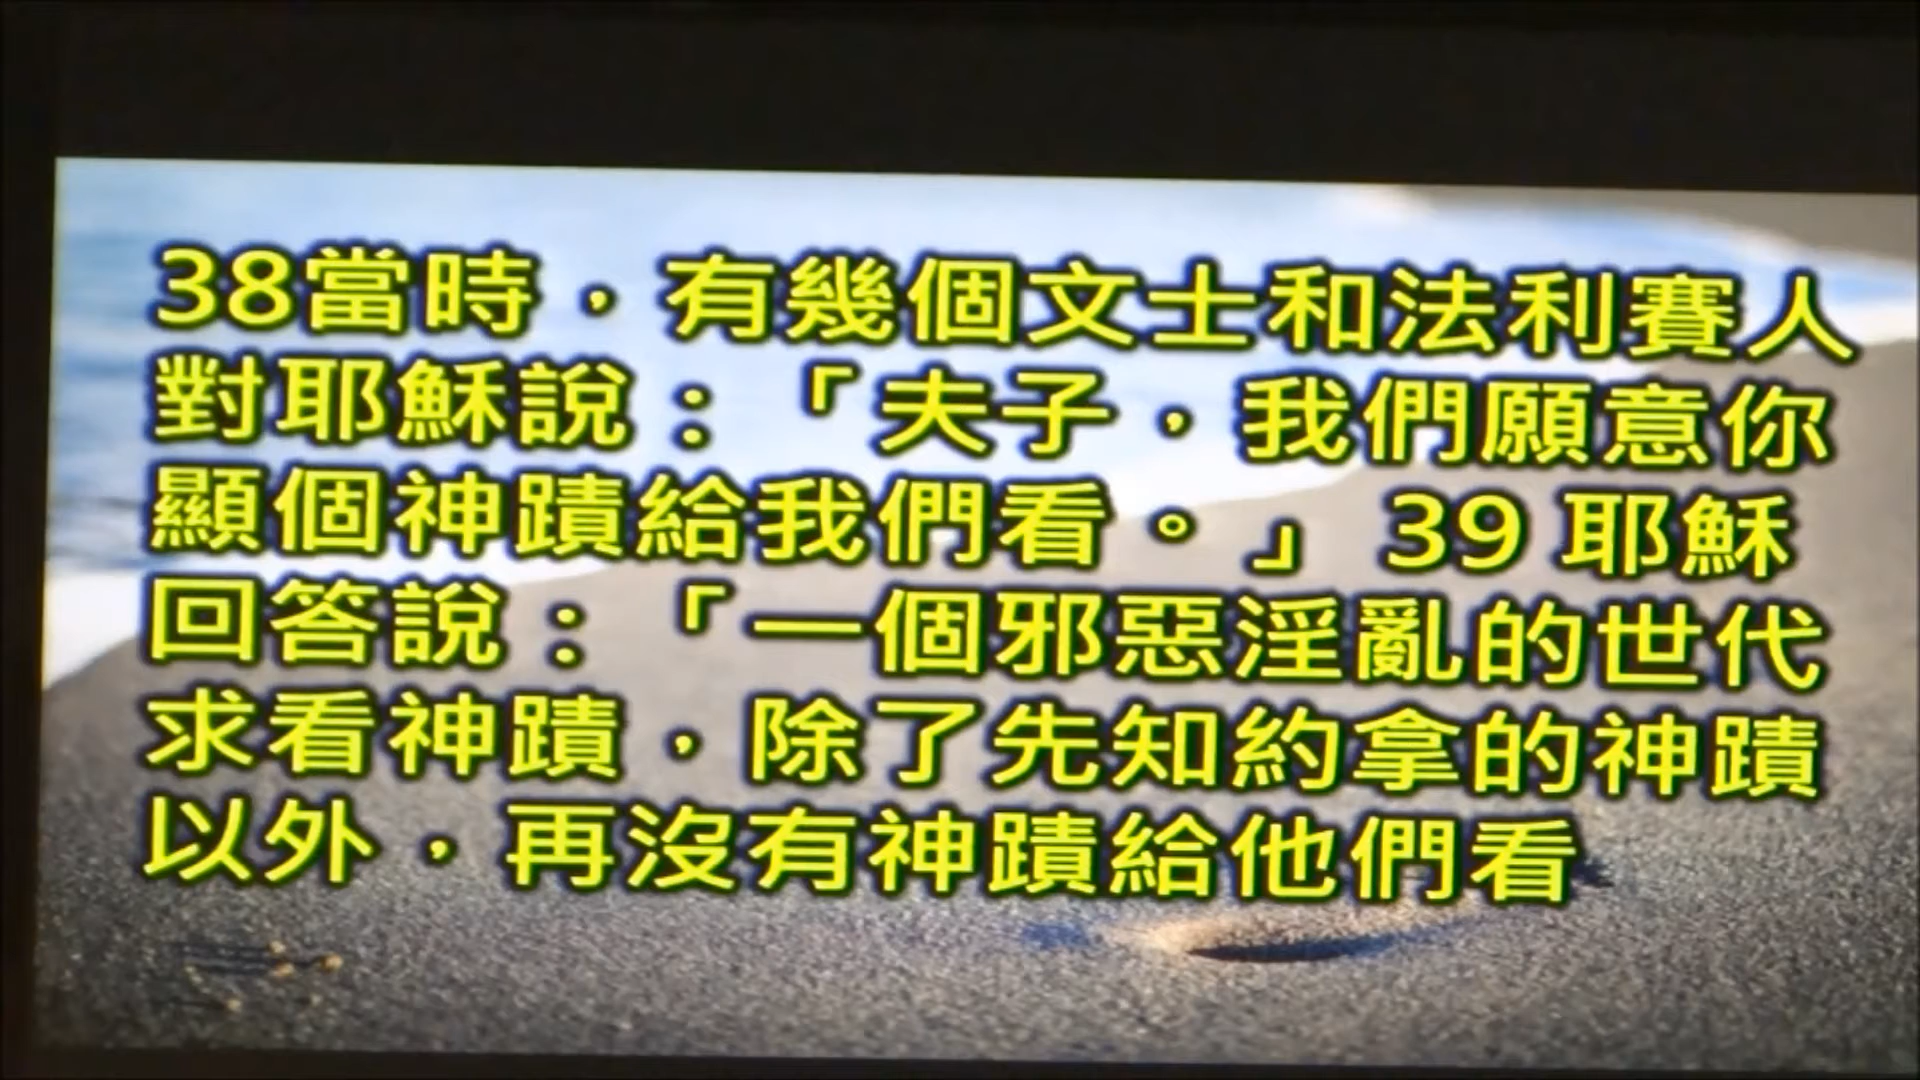 38當時，有幾個文士和法利賽人
對耶穌說：「夫子，我們願意你
顯個神蹟給我們看。」39 耶穌
回答說：「一個邪惡淫亂的世代
求看神蹟，除了先知約拿的神蹟
以外，再沒有神蹟給他們看